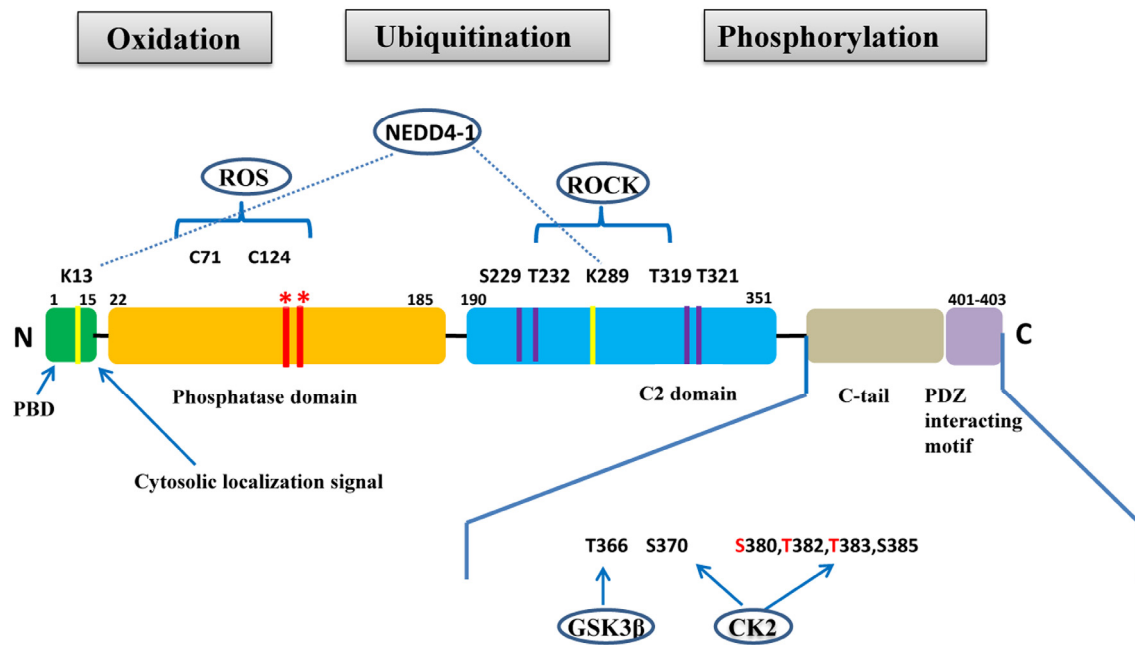 Oxidation
Ubiquitination
Phosphorylation
NEDD4-1
ROS
ROCK
C71
C124
K13
S229
T232
K289
T319
T321
1
15
22
185
190
351
401-403
* *
N
C
PBD
Phosphatase domain
C2 domain
C-tail
PDZ
interacting
motif
Cytosolic localization signal
T366
S370
S380,T382,T383,S385
GSK3β
CK2